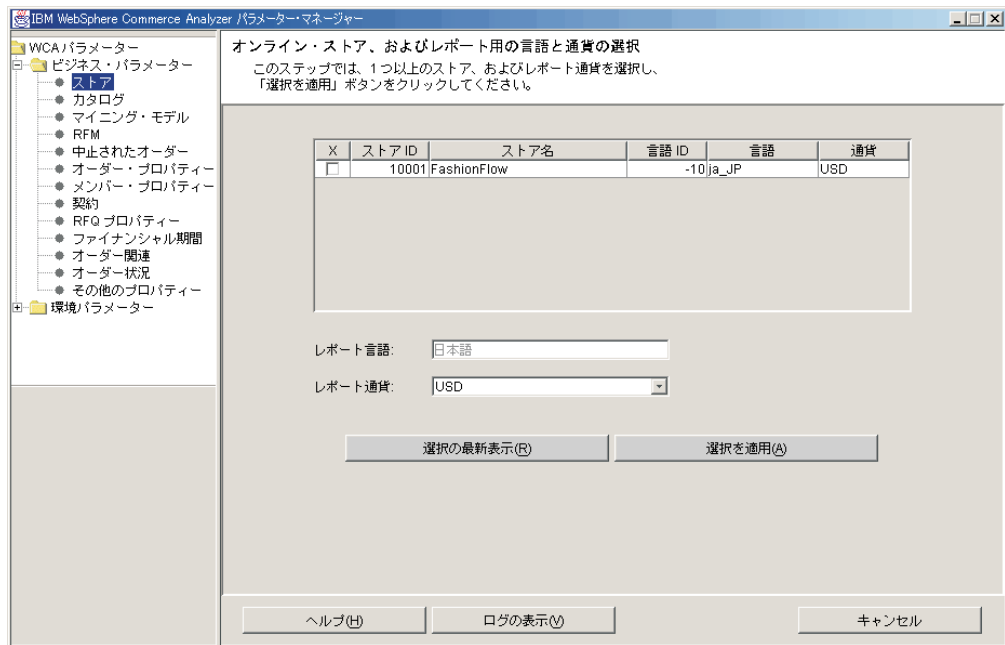 IBM WebSphere Commerce Analyzer パラメーター・マネージャー
WCA パラメーター
ビジネス・パラメーター
ストア
カタログ
マイニング・モデル
RFM
中止されたオーダー
オーダー・プロパティー
メンバー・プロパティー
契約
RFQ プロパティー
ファイナンシャル期間
オーダー関連
オーダー状況
その他のプロパティー
環境パラメーター
オンライン・ストア、およびレポート用の言語と通貨の選択
このステップでは、1つ以上のストア、およびレポート通貨を選択し、
「選択を適用」ボタンをクリックしてください。
X ストア ID ストア名 言語 ID 言語 通貨
10001 FashionFlow -10 ja_JP USD
レポート言語: 日本語
レポート通貨: USD
選択の最新表示(R) 選択を適用(A)
ヘルプ(H) ログの表示(V) キャンセル